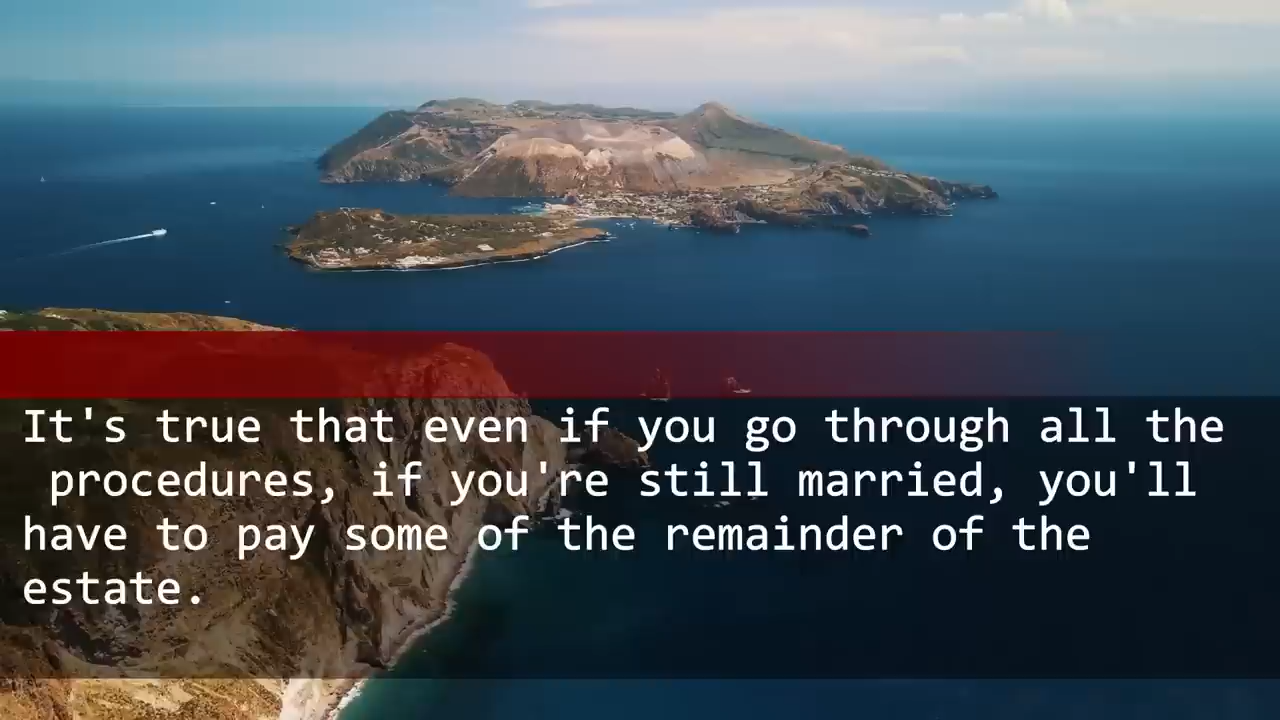 It's true that even if you go through all the
procedures, if you're still married, you'll
have to pay some of the remainder of the
estate.